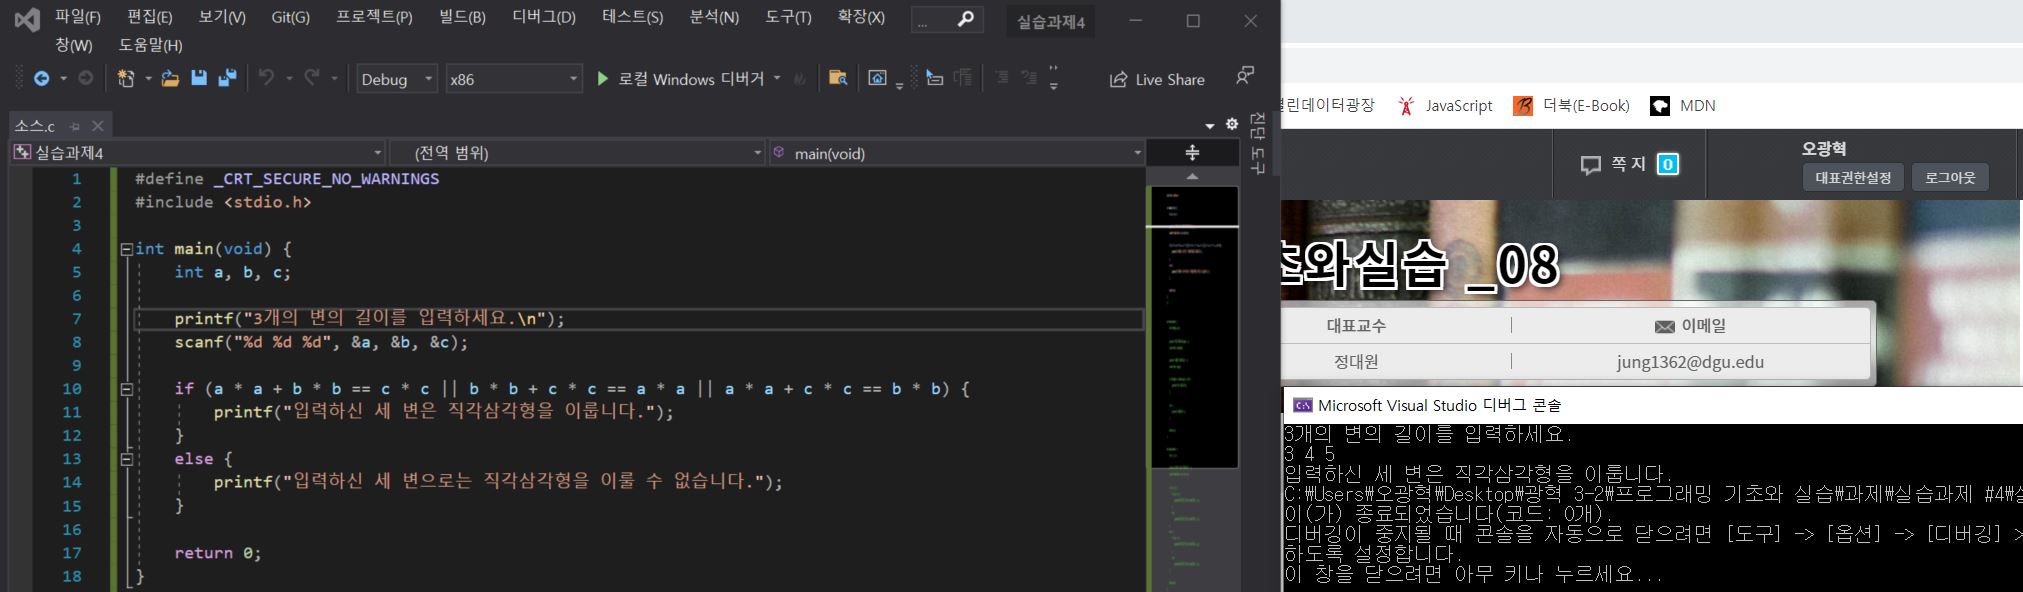 파일(F) 편집(E) 보기(V) Git(G) 프로젝트(P) 빌드(B) 디버그(D) 테스트(S) 분석(N) 도구(T) 확장(X) ... 실습과제4
창(W) 도움말(H)
Debug x86 로컬 Windows 디버거 Live Share
소스.c
실습과제4 (전역 범위) main(void)
진단 도구
1 #define _CRT_SECURE_NO_WARNINGS
2 #include <stdio.h>
3
4 int main(void) {
5 int a, b, c;
6
7 printf("3개의 변의 길이를 입력하세요.\n");
8 scanf("%d %d %d", &a, &b, &c);
9
10 if (a * a + b * b == c * c || b * b + c * c == a * a || a * a + c * c == b * b) {
11 printf("입력하신 세 변은 직각삼각형을 이룹니다.");
12 }
13 else {
14 printf("입력하신 세 변으로는 직각삼각형을 이룰 수 없습니다.");
15 }
16
17 return 0;
18 }
열린데이터광장 JavaScript 더북(E-Book) MDN
쪽지 0 오광혁
대표권한설정 로그아웃
초와실습 _08
대표교수 이메일
정대원 jung1362@dgu.edu
Microsoft Visual Studio 디버그 콘솔
3개의 변의 길이를 입력하세요.
3 4 5
입력하신 세 변은 직각삼각형을 이룹니다.
C:\Users\오광혁\Desktop\광혁 3-2\프로그래밍 기초와 실습\과제\실습과제 #4\
이(가) 종료되었습니다(코드: 0개).
디버깅이 중지될 때 콘솔을 자동으로 닫으려면 [도구] -> [옵션] -> [디버깅] >
하도록 설정합니다.
이 창을 닫으려면 아무 키나 누르세요...